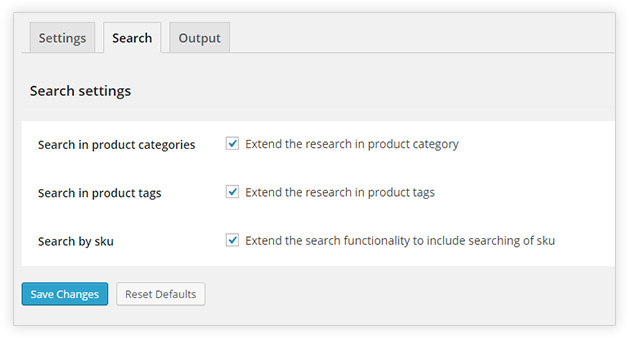 Settings Search Output
Search settings
Search in product categories Extend the research in product category
Search in product tags Extend the research in product tags
Search by sku Extend the search functionality to include searching of sku
Save Changes Reset Defaults